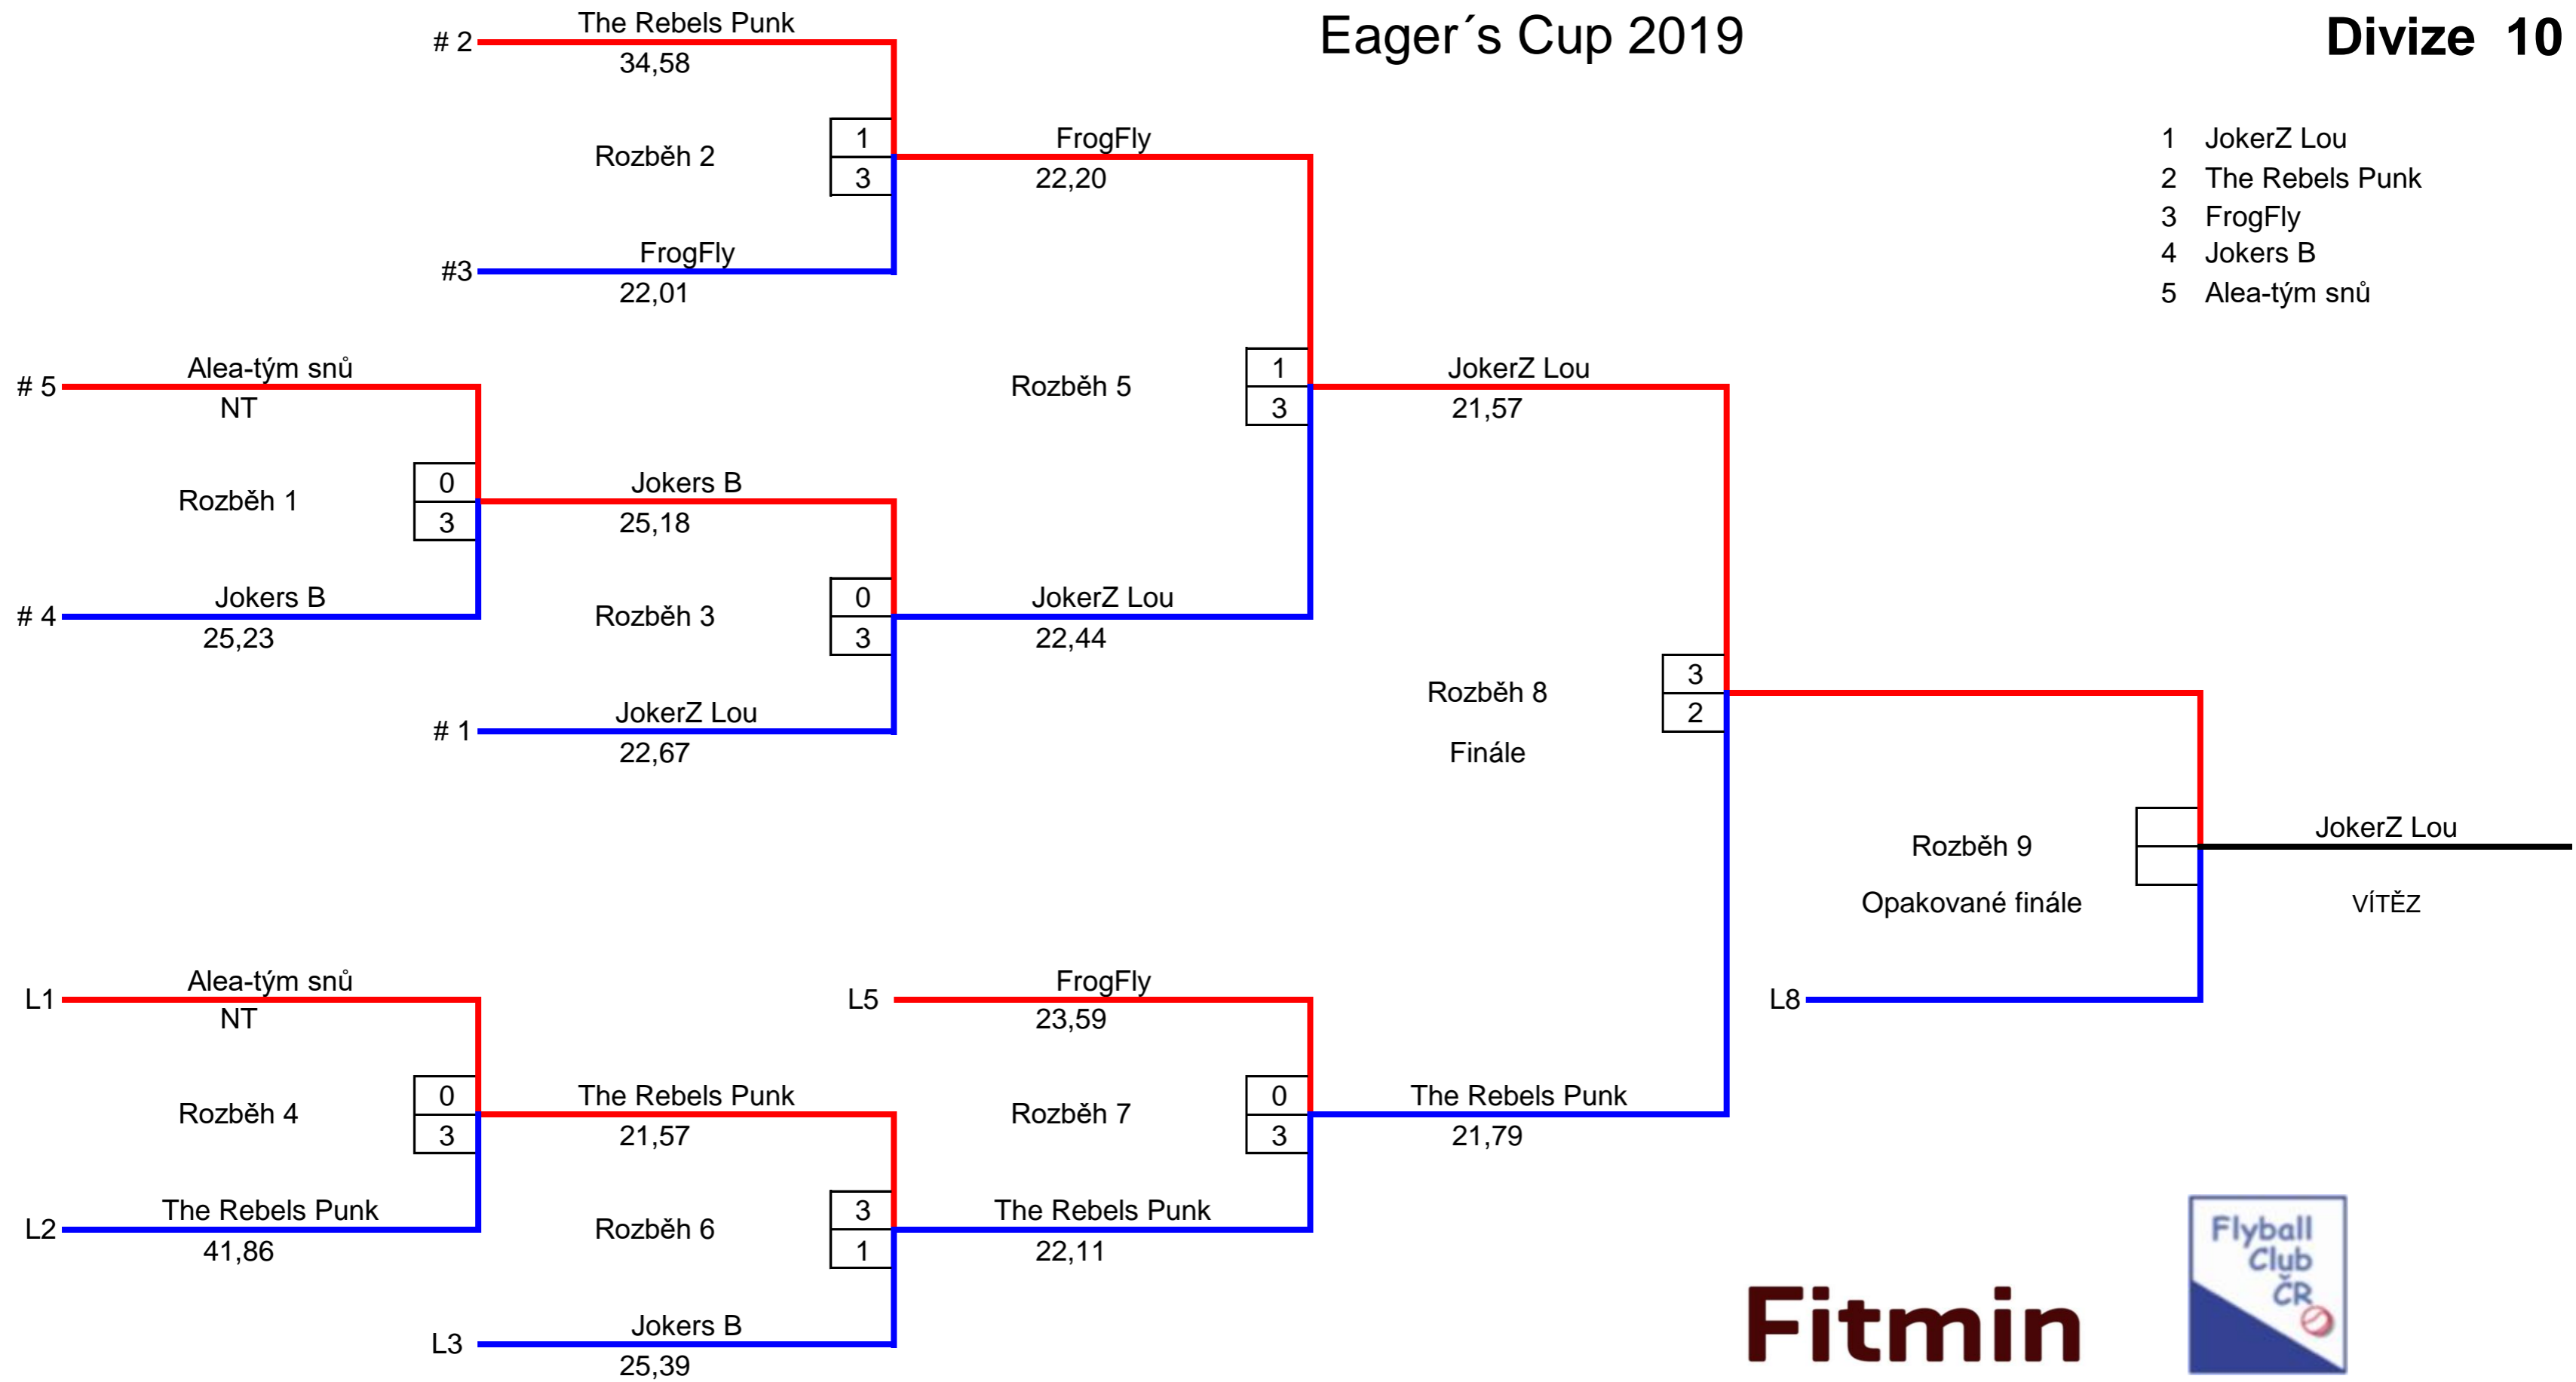 Eager´s Cup 2019
Divize 10
1 JokerZ Lou
2 The Rebels Punk
3 FrogFly
4 Jokers B
5 Alea-tým snů
# 2
The Rebels Punk
34,58
Rozběh 2
1
3
#3
FrogFly
22,01
FrogFly
22,20
# 5
Alea-tým snů
NT
Rozběh 1
0
3
# 4
Jokers B
25,23
Jokers B
25,18
Rozběh 3
0
3
# 1
JokerZ Lou
22,67
JokerZ Lou
22,44
Rozběh 5
1
3
JokerZ Lou
21,57
Rozběh 8
Finále
3
2
Rozběh 9
Opakované finále
JokerZ Lou
VÍTĚZ
L8
L1
Alea-tým snů
NT
Rozběh 4
0
3
L2
The Rebels Punk
41,86
The Rebels Punk
21,57
Rozběh 6
3
1
L3
Jokers B
25,39
L5
FrogFly
23,59
Rozběh 7
0
3
The Rebels Punk
22,11
The Rebels Punk
21,79
Fitmin
Flyball
Club
ČR